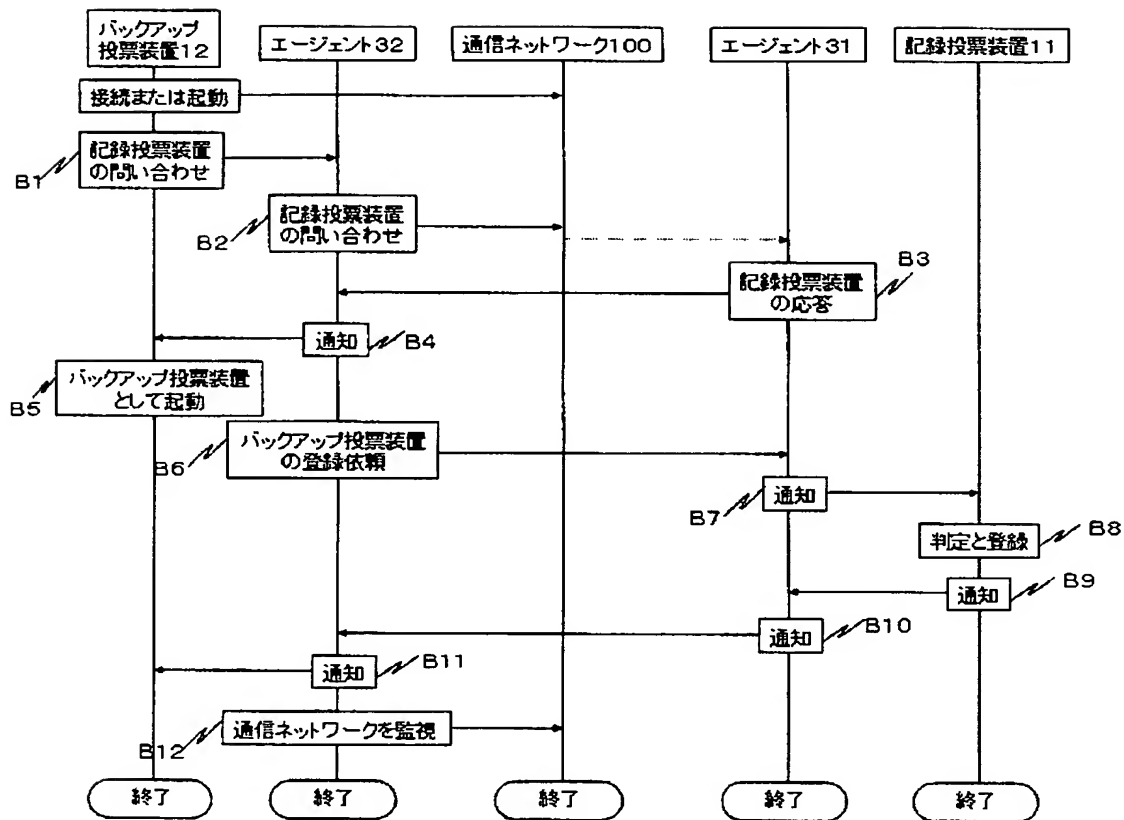 バックアップ
投票装置12
エージェント32
通信ネットワーク100
エージェント31
記録投票装置11
接続または起動
記録投票装置
の問い合わせ
B1
記録投票装置
の問い合わせ
B2
B3
記録投票装置
の応答
通知
B4
バックアップ投票装置
として起動
B5
バックアップ投票装置
の登録依頼
B6
通知
B7
判定と登録
B8
通知
B9
通知
B10
通知
B11
通信ネットワークを監視
B12
終了
終了
終了
終了
終了